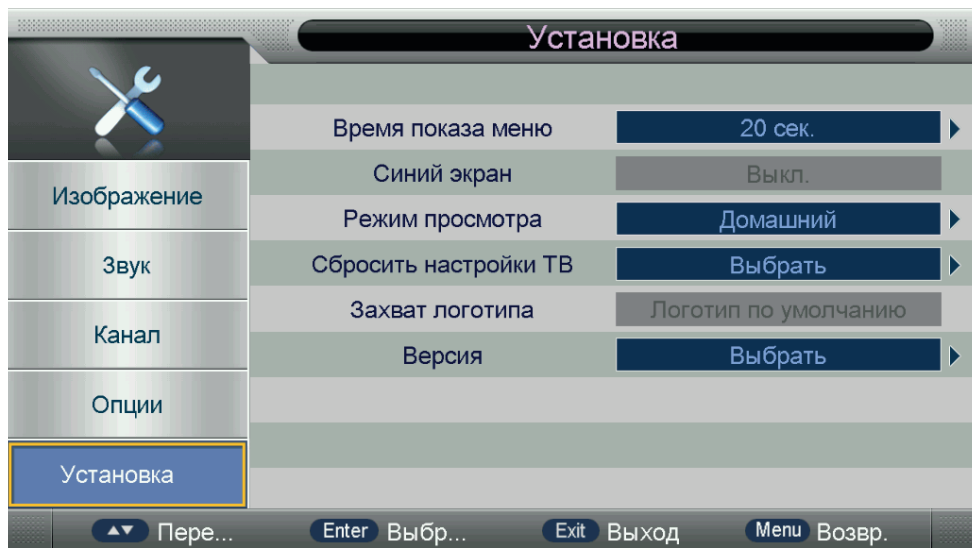 Установка
Изображение
Звук
Канал
Опции
Установка
Время показа меню 20 сек.
Синий экран Выкл.
Режим просмотра Домашний
Сбросить настройки ТВ Выбрать
Захват логотипа Логотип по умолчанию
Версия Выбрать
Пере... Enter Выбр... Exit Выход Menu Возвр.